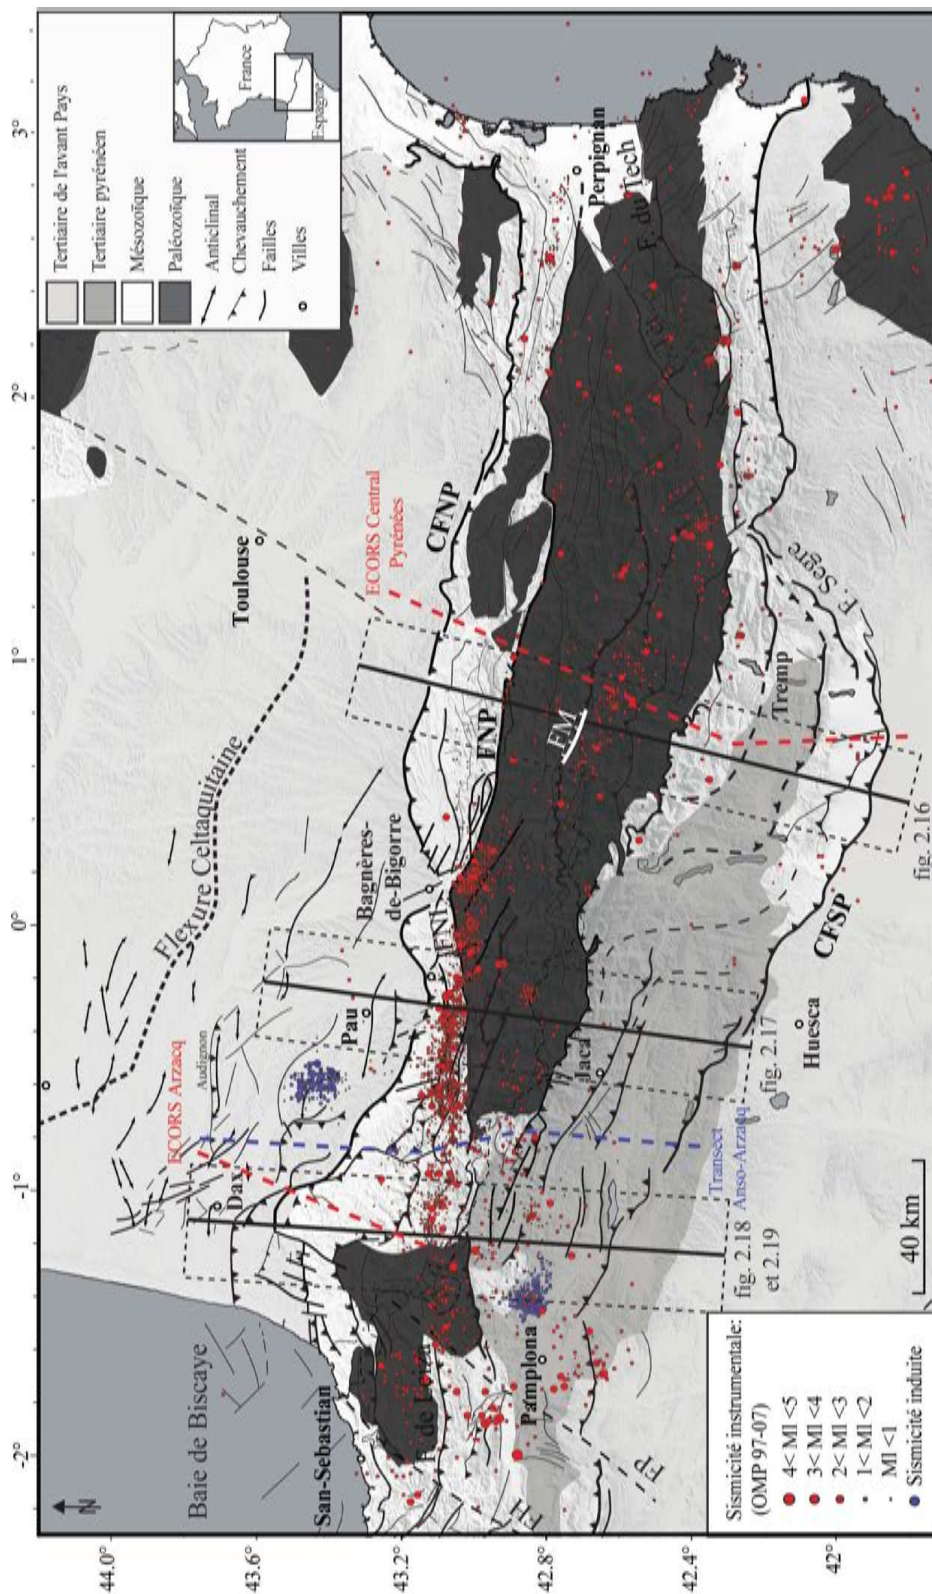 Tertiaire de l'avant Pays
Tertiaire pyrénéen
Mésozoïque
Paléozoïque
Anticlinal
Chevauchement
Failles
Villes
France
Espagne
-2°
-1°
0°
1°
2°
3°
44.0°
43.6°
43.2°
42.8°
42.4°
42°
N
Baie de Biscaye
San-Sebastian
Dax
ECORS Arzacq
Audignon
Flexure Celtaquitaine
Pau
Bagnères-
de-Bigorre
Toulouse
ECORS Central
Pyrénées
CFNP
FNP
FM
Perpignan
F. du Tech
Pamplona
FH
FP
Jaca
Huesca
CFSP
Tremp
F. Sègre
Transect
Anso-Arzacq
fig. 2.18
et 2.19
fig. 2.17
fig. 2.16
40 km
Sismicité instrumentale:
(OMP 97-07)
4< Ml <5
3< Ml <4
2< Ml <3
1< Ml <2
Ml <1
Sismicité induite